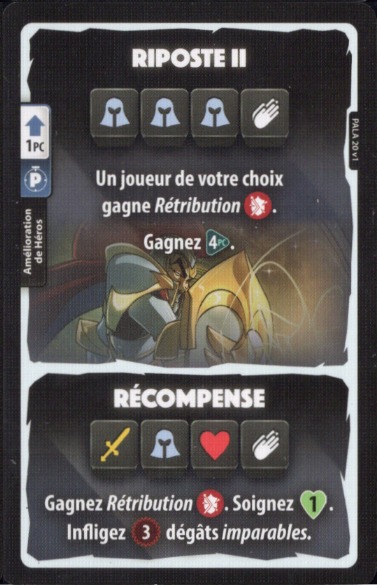 RIPOSTE II
1PC
P
Amélioration
de Héros
PALA 20 v1
Un joueur de votre choix
gagne Rétribution.
Gagnez 4PC.
RÉCOMPENSE
Gagnez Rétribution. Soignez 1.
Infligez 3 dégâts imparables.